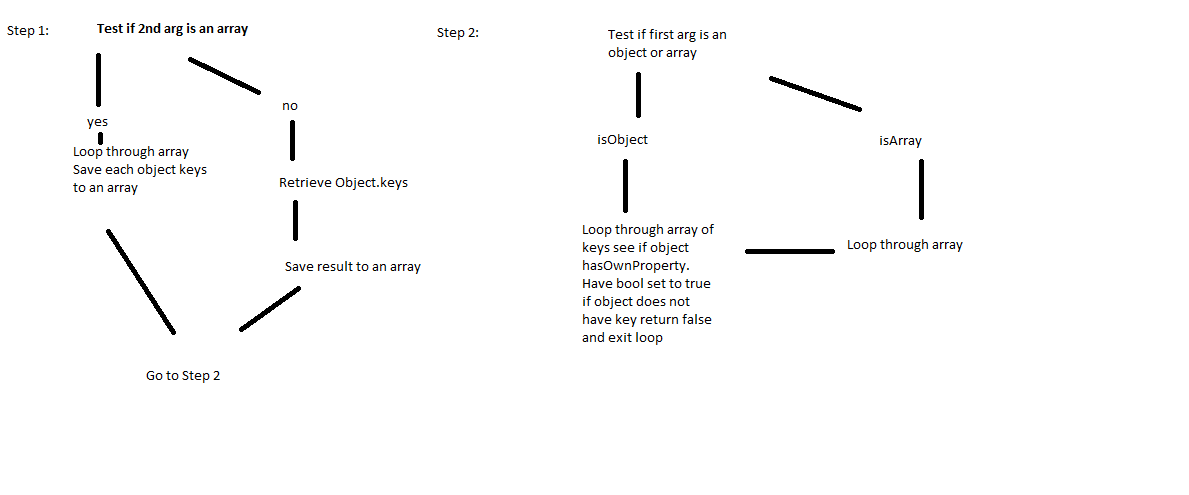 Step 1:
Test if 2nd arg is an array
yes
Loop through array
Save each object keys
to an array
no
Retrieve Object.keys
Save result to an array
Go to Step 2
Step 2:
Test if first arg is an
object or array
isObject
Loop through array of
keys see if object
hasOwnProperty.
Have bool set to true
if object does not
have key return false
and exit loop
isArray
Loop through array